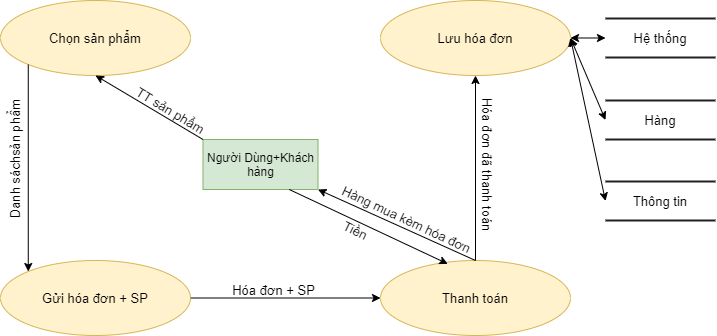 Chọn sản phẩm
Lưu hóa đơn
Hệ thống
TT sản phẩm
Danh sáchsản phẩm
Hóa đơn đã thanh toán
Hàng
Người Dùng+Khách
hàng
Hàng mua kèm hóa đơn
Tiền
Thông tin
Gửi hóa đơn + SP
Hóa đơn + SP
Thanh toán